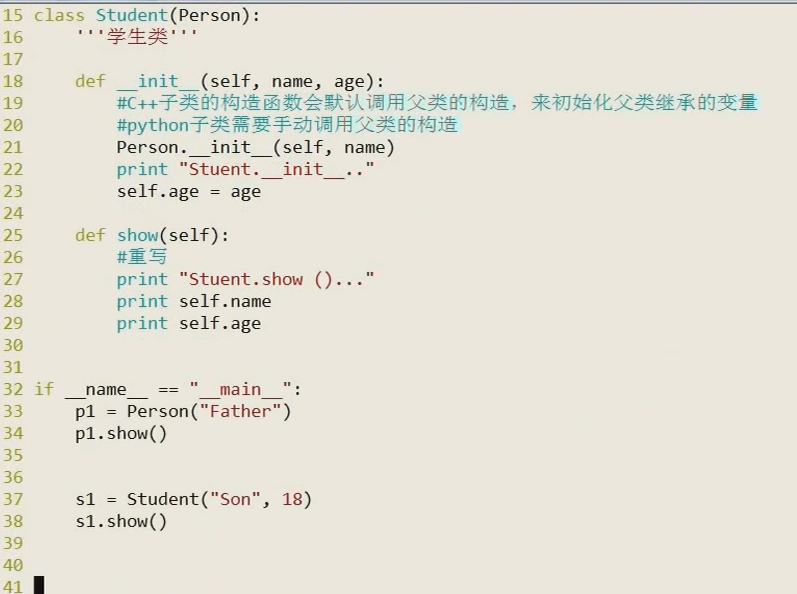 15 class Student(Person):
16     '''学生类'''
17
18     def __init__(self, name, age):
19         #C++子类的构造函数会默认调用父类的构造，来初始化父类继承的变量
20         #python子类需要手动调用父类的构造
21         Person.__init__(self, name)
22         print "Stuent.__init__.."
23         self.age = age
24
25     def show(self):
26         #重写
27         print "Stuent.show ()..."
28         print self.name
29         print self.age
30
31
32 if __name__ == "__main__":
33     p1 = Person("Father")
34     p1.show()
35
36
37     s1 = Student("Son", 18)
38     s1.show()
39
40
41